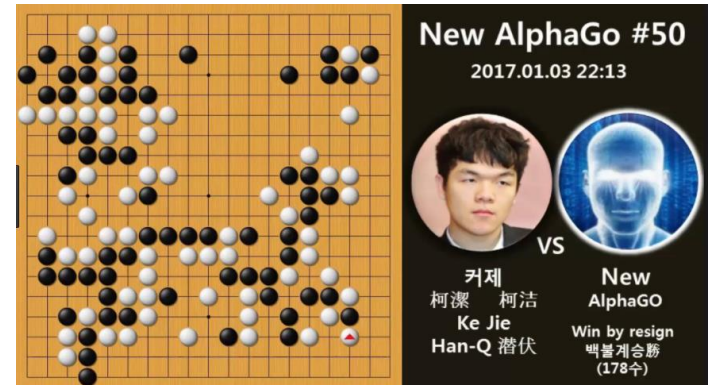 New AlphaGo #50
2017.01.03 22:13
VS
커제
柯潔 柯洁
Ke Jie
Han-Q 潜伏
New
AlphaGO
Win by resign
백불계승勝
(178수)